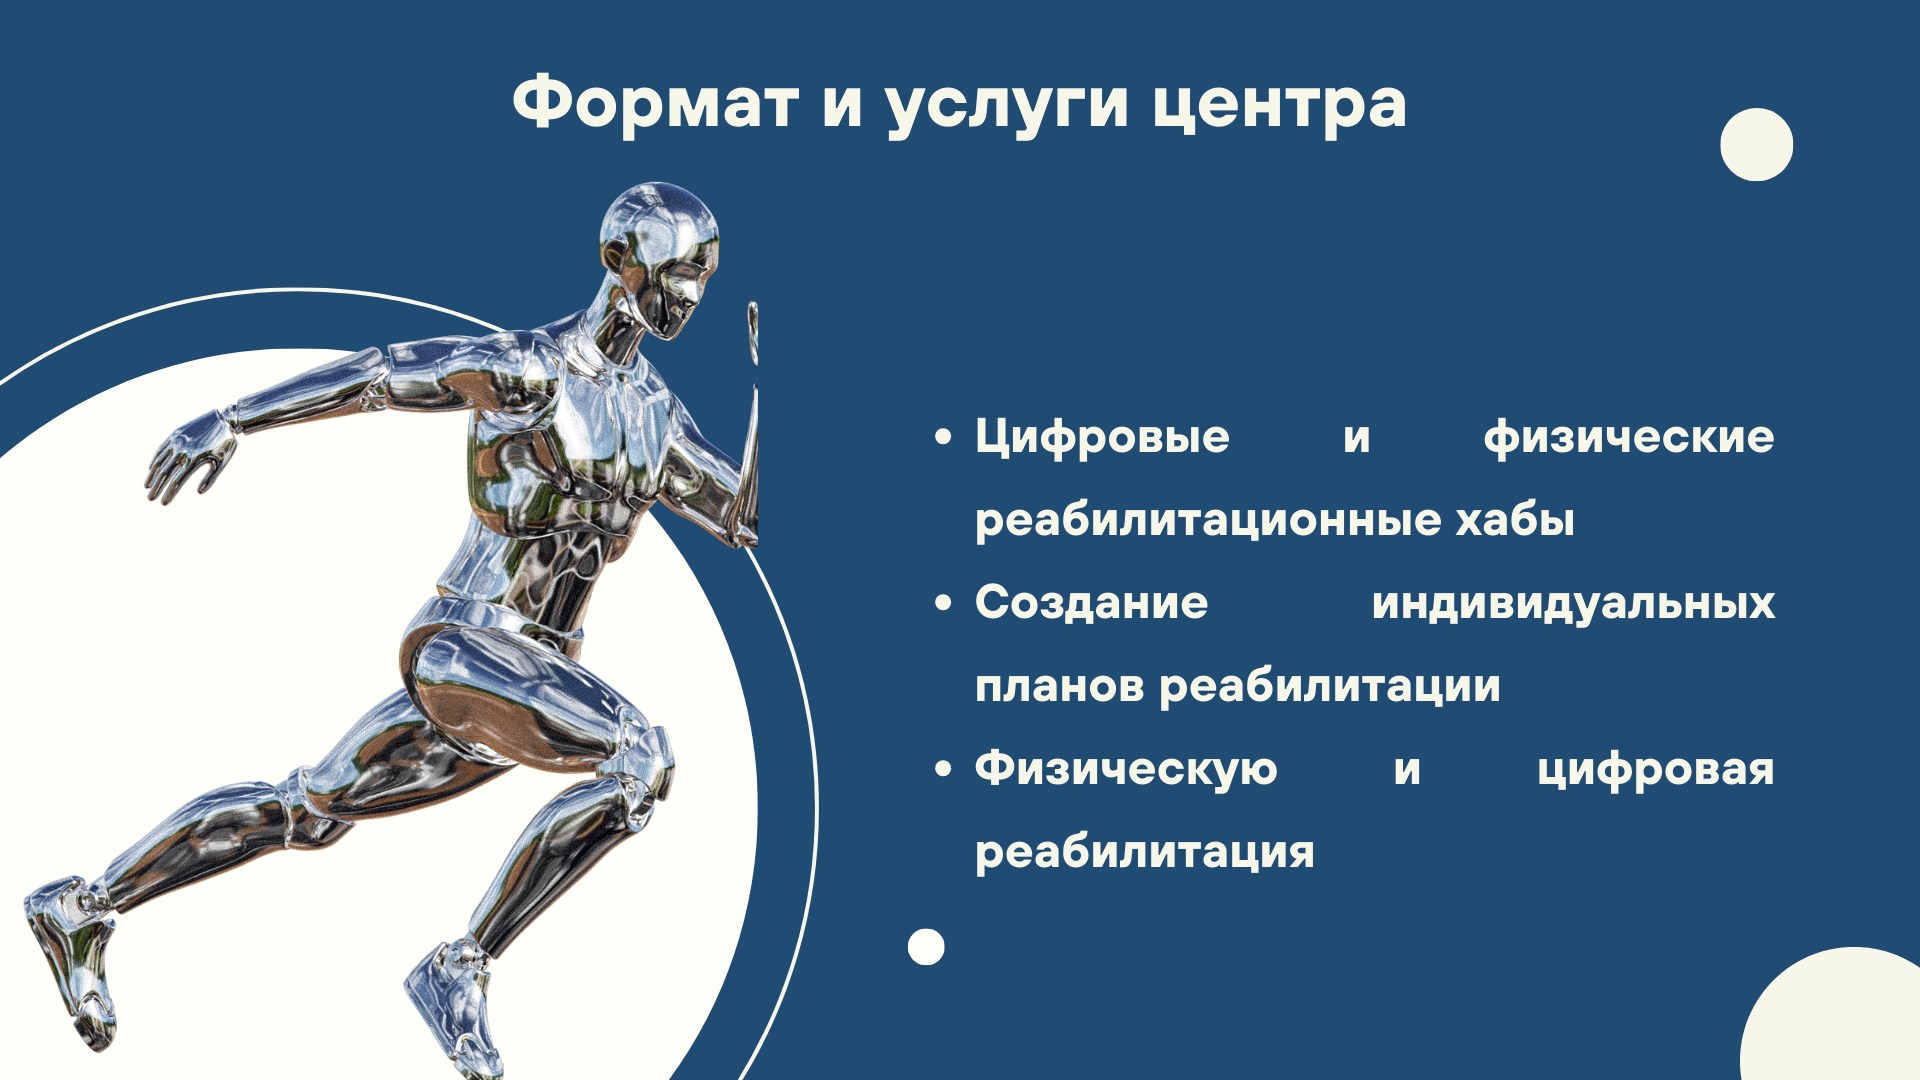 Формат и услуги центра
• Цифровые и физические
реабилитационные хабы
• Создание индивидуальных
планов реабилитации
• Физическую и цифровая
реабилитация